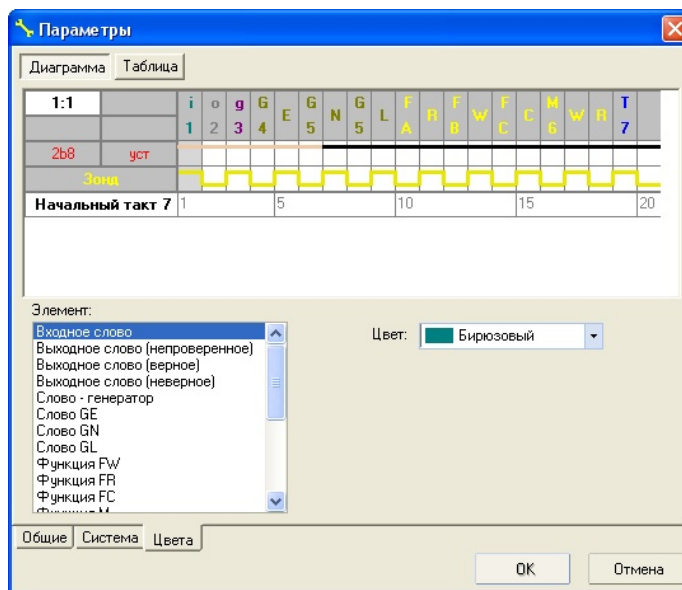 Параметры
Диаграмма Таблица
1:1 i o g G E G N G L F R F W F C M W R T
1 2 3 4 5 5 A B C 6 7
2b8 уст
Зонд
Начальный такт 7 1 5 10 15 20
Элемент:
Входное слово
Цвет: Бирюзовый
Выходное слово (непроверенное)
Выходное слово (верное)
Выходное слово (неверное)
Слово - генератор
Слово GE
Слово GN
Слово GL
Функция FW
Функция FR
Функция FC
Общие Система Цвета
OK Отмена